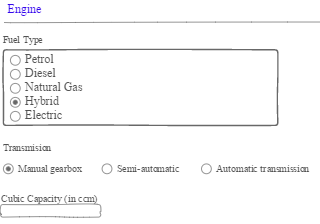 Engine
Fuel Type
Petrol
Diesel
Natural Gas
Hybrid
Electric
Transmision
Manual gearbox Semi-automatic Automatic transmission
Cubic Capacity (in ccm)